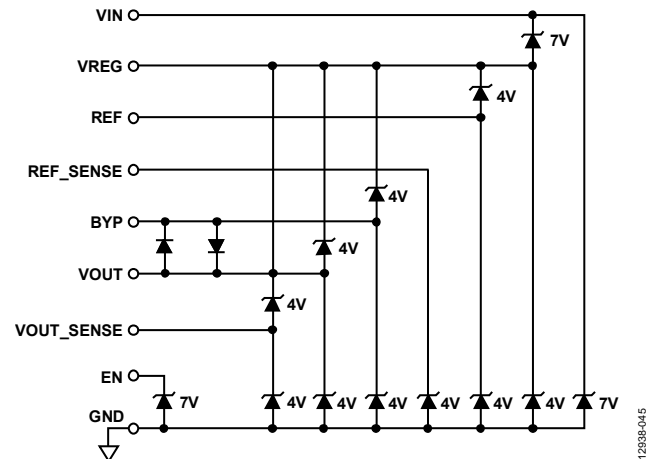 VIN
7V
VREG
4V
REF
REF_SENSE
4V
BYP
4V
VOUT
4V
VOUT_SENSE
EN
7V 4V 4V 4V 4V 4V 4V 7V
GND
12938-045